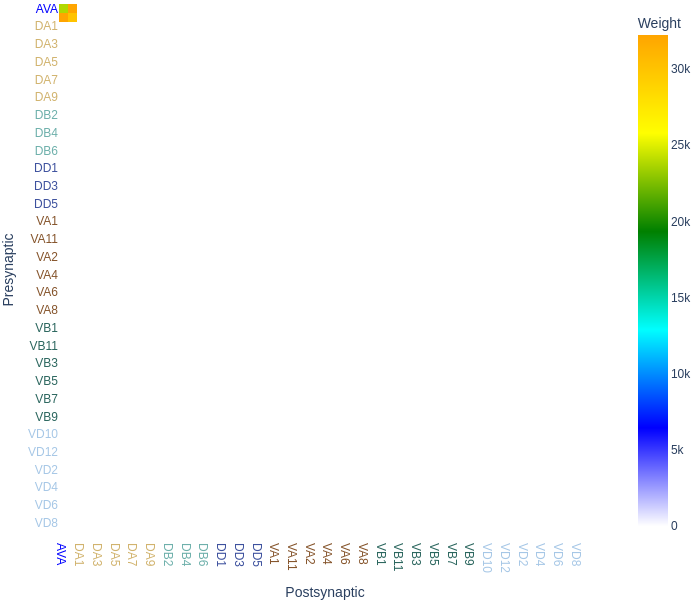 Weight
AVA
DA1
DA3
DA5
DA7
DA9
DB2
DB4
DB6
DD1
DD3
DD5
VA1
VA11
VA2
VA4
VA6
VA8
VB1
VB11
VB3
VB5
VB7
VB9
VD10
VD12
VD2
VD4
VD6
VD8
Presynaptic
AVA DA1 DA3 DA5 DA7 DA9 DB2 DB4 DB6 DD1 DD3 DD5 VA1 VA11 VA2 VA4 VA6 VA8 VB1 VB11 VB3 VB5 VB7 VB9 VD10 VD12 VD2 VD4 VD6 VD8
Postsynaptic
30k
25k
20k
15k
10k
5k
0